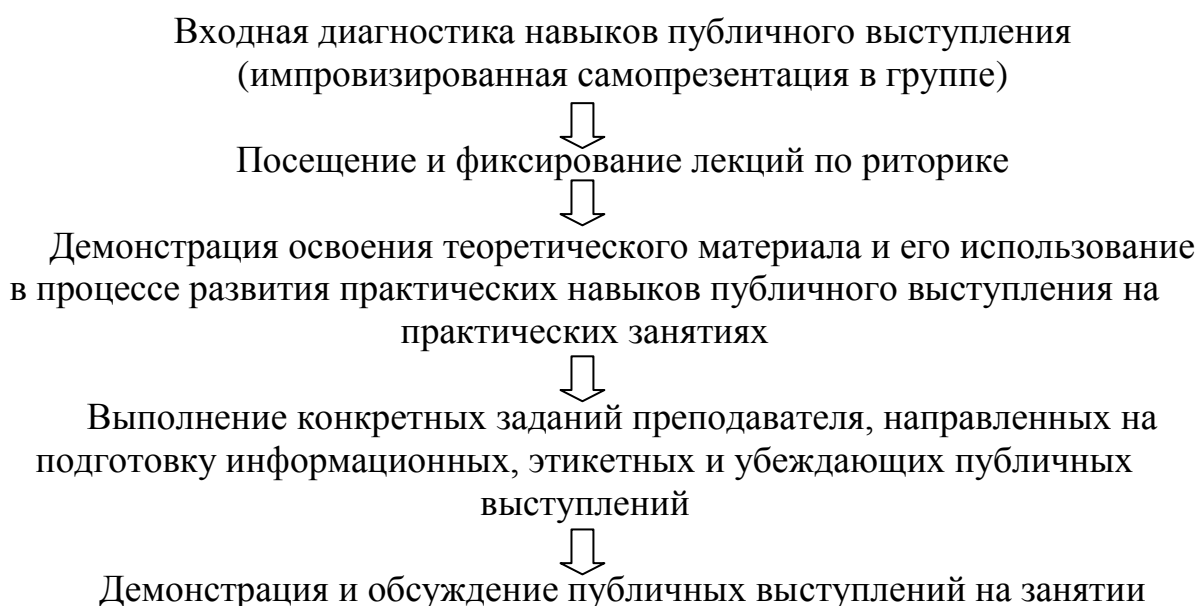 Входная диагностика навыков публичного выступления
(импровизированная самопрезентация в группе)
Посещение и фиксирование лекций по риторике
Демонстрация освоения теоретического материала и его использование
в процессе развития практических навыков публичного выступления на
практических занятиях
Выполнение конкретных заданий преподавателя, направленных на
подготовку информационных, этикетных и убеждающих публичных
выступлений
Демонстрация и обсуждение публичных выступлений на занятии